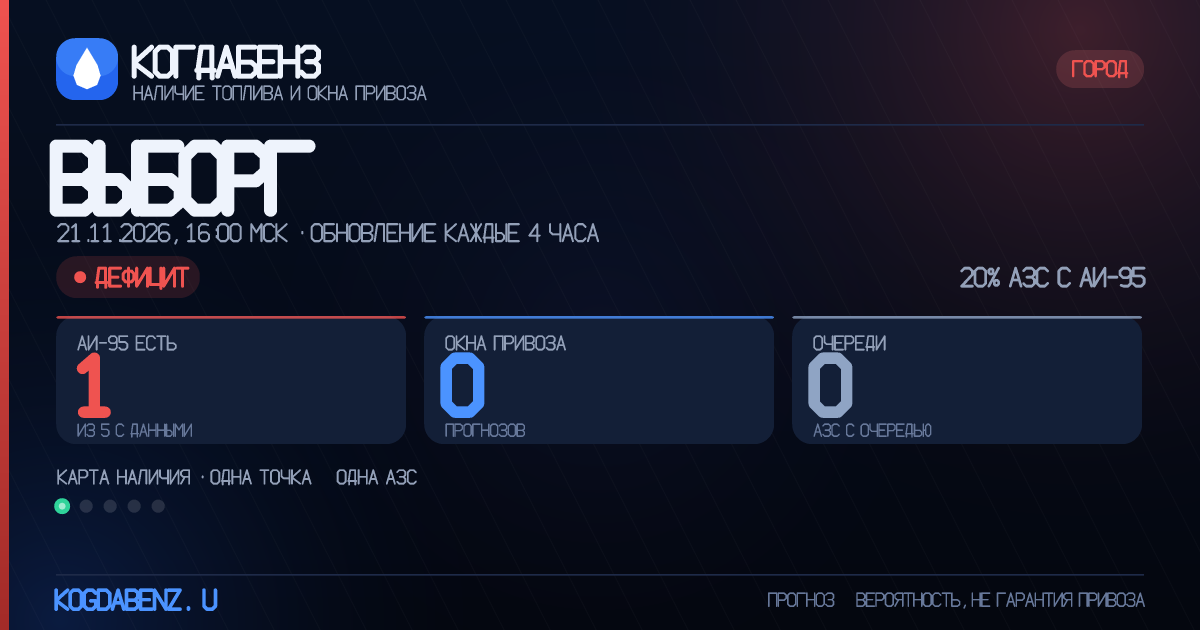 КОГДАБЕНЗ
НАЛИЧИЕ ТОПЛИВА И ОКНА ПРИВОЗА
ГОРОД
ВЫБОРГ
21.11.2026, 16:00 МСК · ОБНОВЛЕНИЕ КАЖДЫЕ 4 ЧАСА
ДЕФИЦИТ
20% АЗС С АИ-95
АИ-95 ЕСТЬ
1
ИЗ 5 С ДАННЫМИ
ОКНА ПРИВОЗА
0
ПРОГНОЗОВ
ОЧЕРЕДИ
0
АЗС С ОЧЕРЕДЬЮ
КАРТА НАЛИЧИЯ · ОДНА ТОЧКА ОДНА АЗС
KOGDABENZ. U
ПРОГНОЗ ВЕРОЯТНОСТЬ, НЕ ГАРАНТИЯ ПРИВОЗА